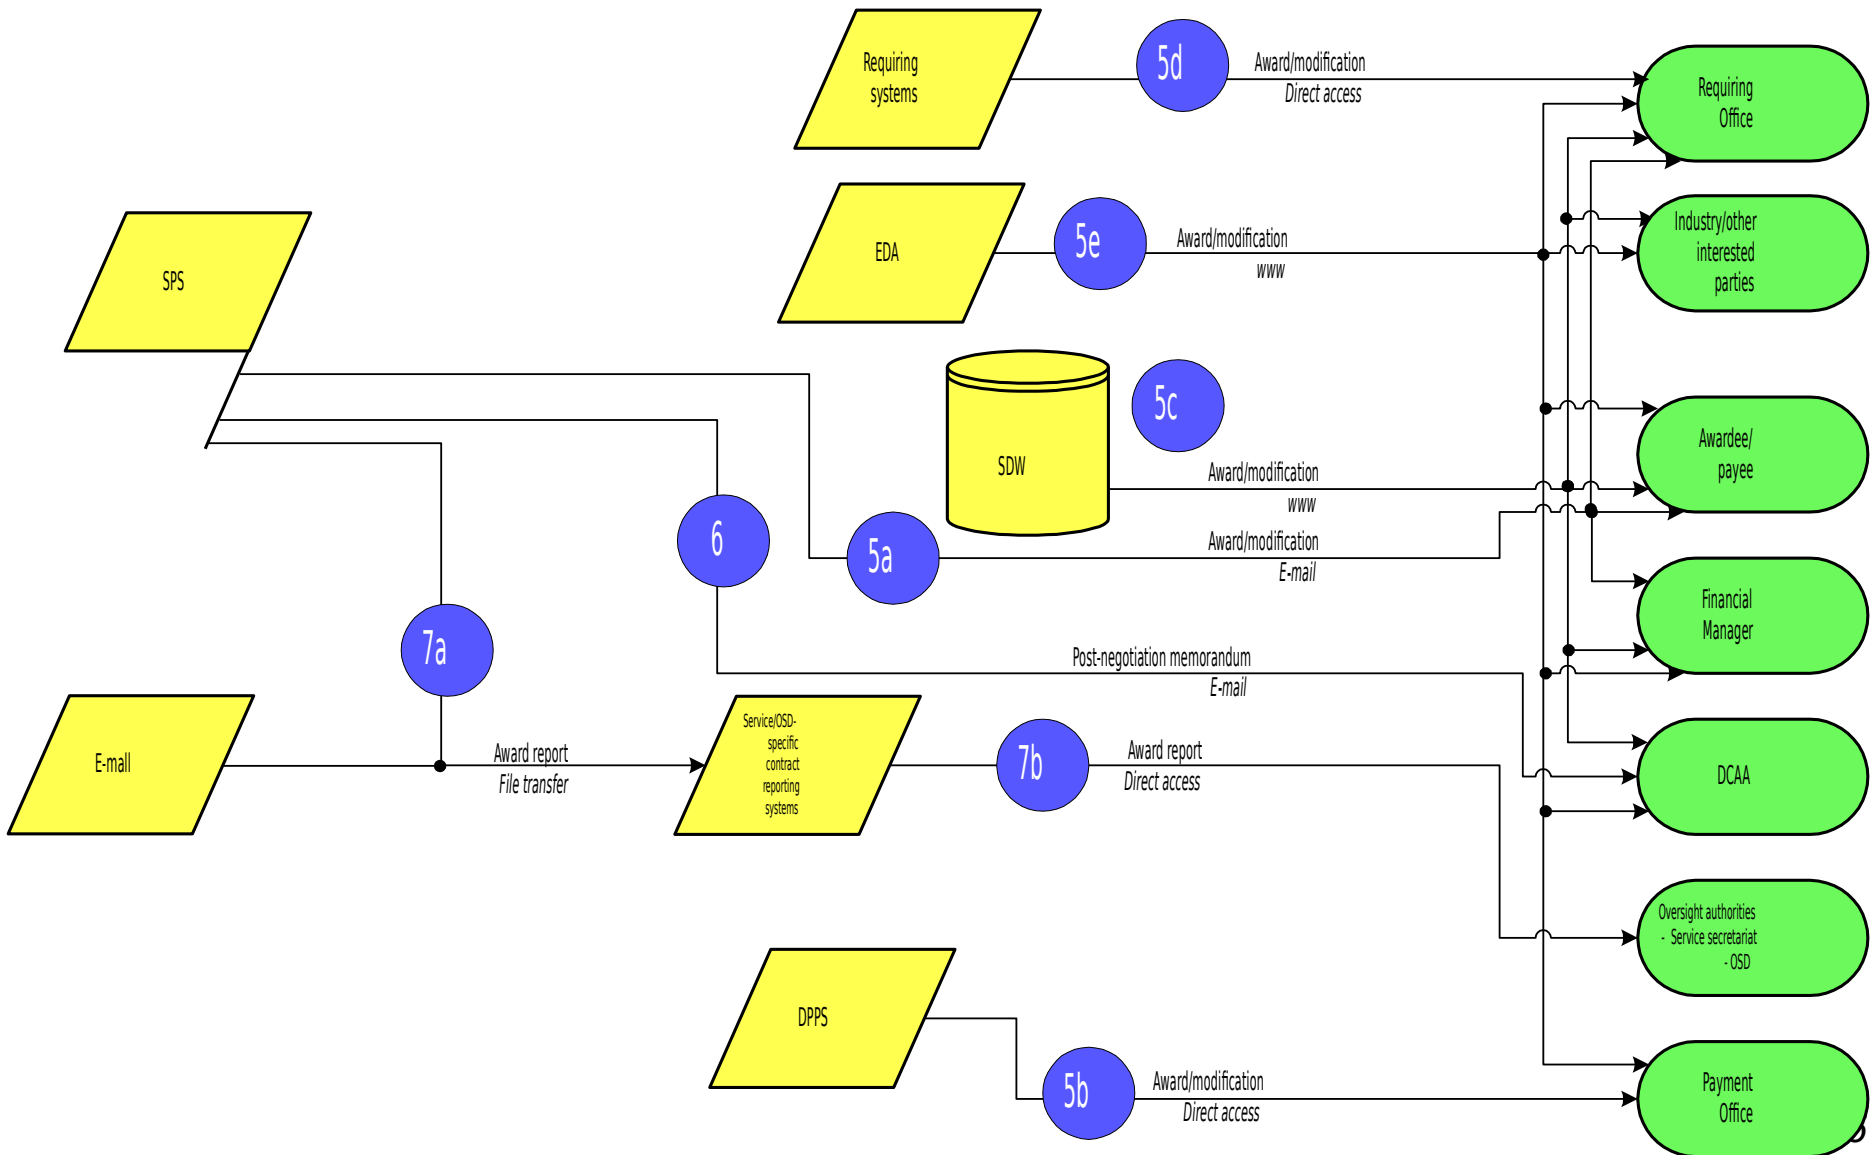 Requiring
systems
5d
Award/modification
Direct access
Requiring
Office
EDA
5e
Award/modification
www
Industry/other
interested
parties
SPS
SDW
5c
Award/modification
www
Awardee/
payee
6
5a
Award/modification
E-mail
Financial
Manager
7a
Post-negotiation memorandum
E-mail
E-mall
Award report
File transfer
Service/OSD-
specific
contract
reporting
systems
7b
Award report
Direct access
DCAA
Oversight authorities
- Service secretariat
- OSD
DPPS
5b
Award/modification
Direct access
Payment
Office